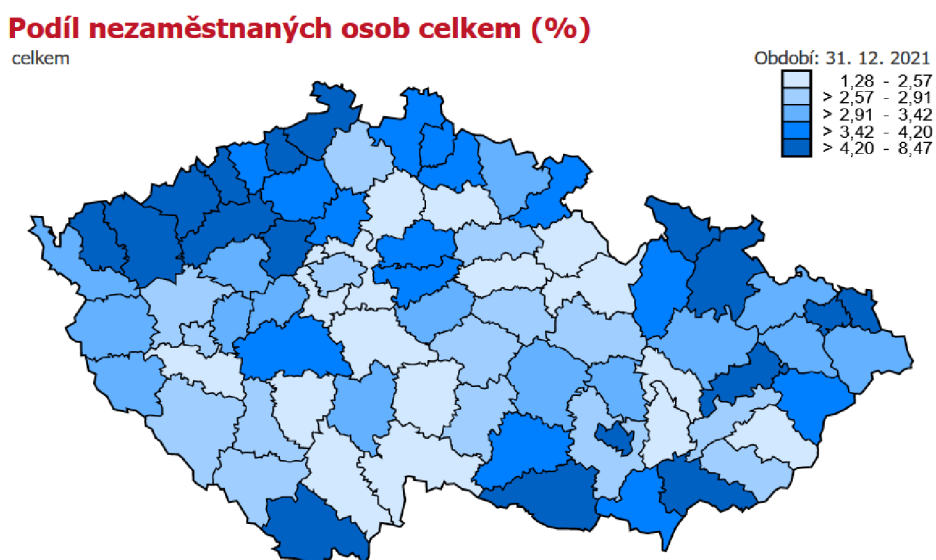 Podíl nezaměstnaných osob celkem (%)
celkem
Období: 31. 12. 2021
1,28 - 2,57
> 2,57 - 2,91
> 2,91 - 3,42
> 3,42 - 4,20
> 4,20 - 8,47